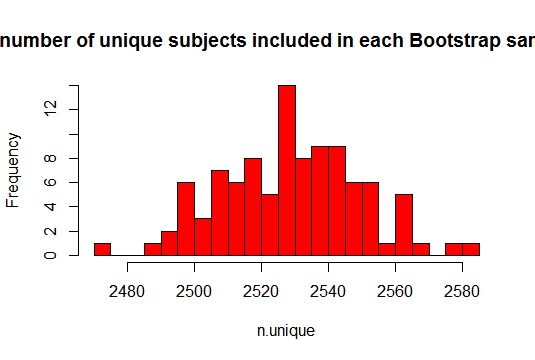 number of unique subjects included in each Bootstrap sar
Frequency
12
8
6
4
2
0
2480 2500 2520 2540 2560 2580
n.unique